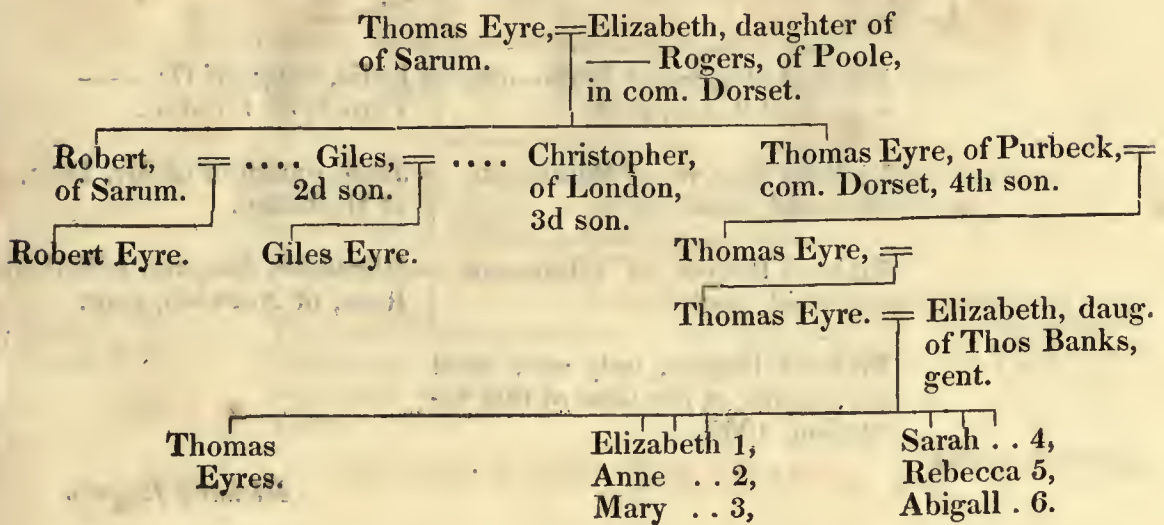 Thomas Eyre,═Elizabeth, daughter of
of Sarum. —— Rogers, of Poole,
in com. Dorset.
Robert, ═ .... Giles, ═ .... Christopher, Thomas Eyre, of Purbeck,═
of Sarum. 2d son. of London, com. Dorset, 4th son.
3d son.
Robert Eyre. Giles Eyre. Thomas Eyre, ═
Thomas Eyre. ═ Elizabeth, daug.
of Thos Banks,
gent.
Thomas Elizabeth 1, Sarah . . 4,
Eyres. Anne . . 2, Rebecca 5,
Mary . . 3, Abigall . 6.